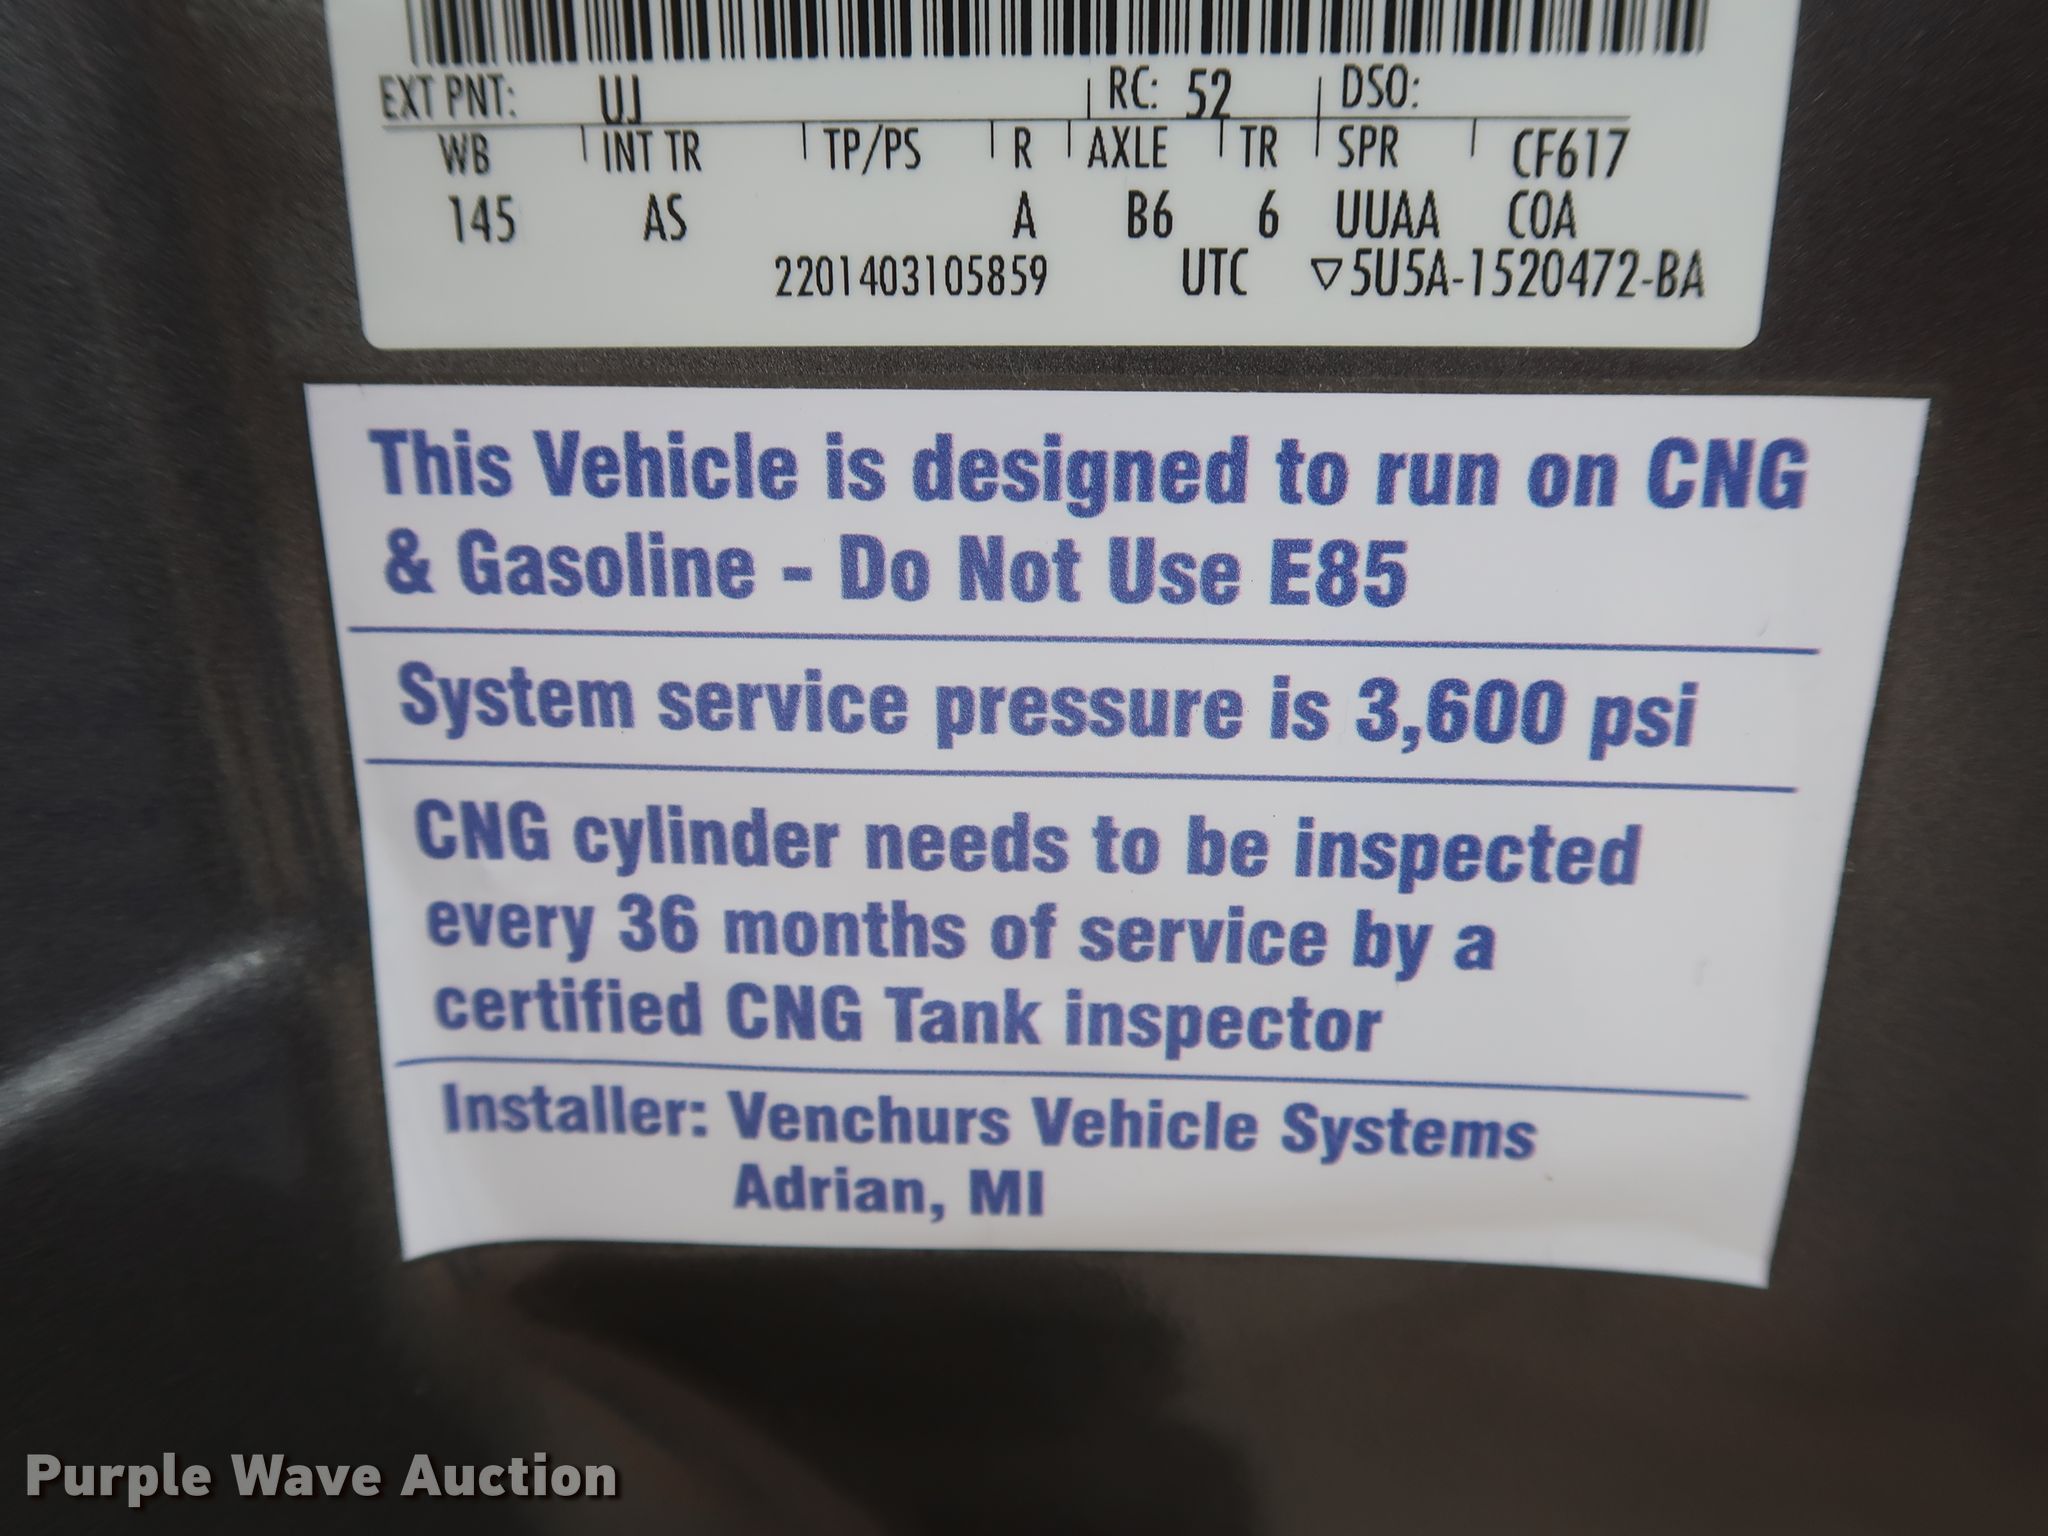 EXT PNT: UJ RC: 52 DSO:
WB INT TR TP/PS R AXLE TR SPR CF617
145 AS A B6 6 UUAA COA
2201403105859 UTC ▽5U5A-1520472-BA
This Vehicle is designed to run on CNG
& Gasoline - Do Not Use E85
System service pressure is 3,600 psi
CNG cylinder needs to be inspected
every 36 months of service by a
certified CNG Tank inspector
Installer: Venchurs Vehicle Systems
Adrian, MI
Purple Wave Auction